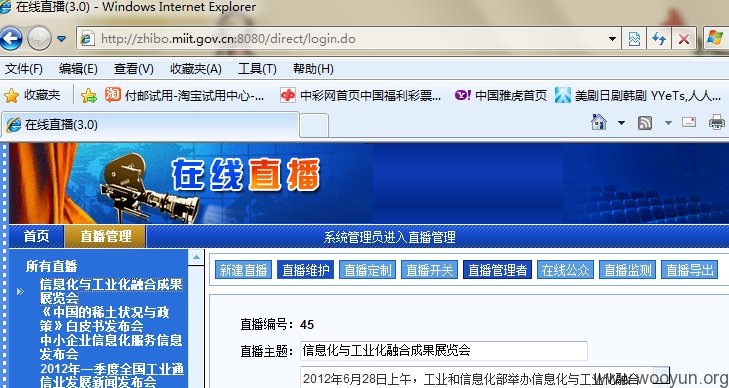 在线直播(3.0) - Windows Internet Explorer
http://zhibo.miit.gov.cn:8080/direct/login.do
文件(F) 编辑(E) 查看(V) 收藏夹(A) 工具(T) 帮助(H)
收藏夹 付邮试用-淘宝试用中心-... 中彩网首页中国福利彩票... 中国雅虎首页 美剧日剧韩剧 YYeTs,人人...
在线直播(3.0)
在线直播
首页 直播管理 系统管理员进入直播管理
所有直播
信息化与工业化融合成果
展览会
《中国的稀土状况与政
策》白皮书发布会
中小企业信息化服务信息
发布会
2012年一季度全国工业通
信业发展新闻发布会
新建直播 直播维护 直播定制 直播开关 直播管理者 在线公众 直播监测 直播导出
直播编号：45
直播主题：信息化与工业化融合成果展览会
2012年6月28日上午，工业和信息化部举办信息化与工业化融合
www.wooyun.org